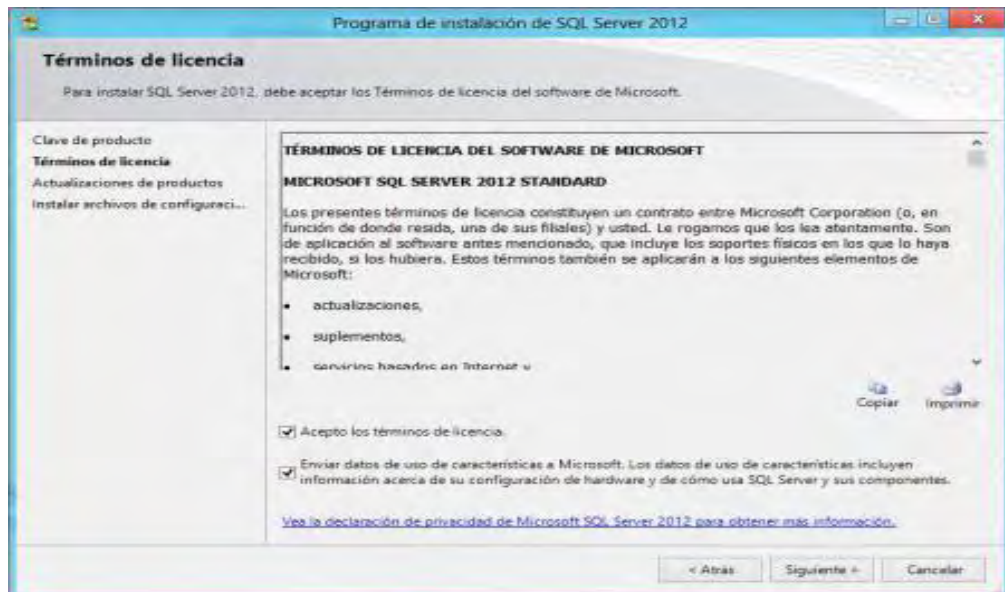 Programa de instalación de SQL Server 2012
Términos de licencia
Para instalar SQL Server 2012, debe aceptar los Términos de licencia del software de Microsoft.
Clave de producto
Términos de licencia
Actualizaciones de productos
Instalar archivos de configuraci...
TÉRMINOS DE LICENCIA DEL SOFTWARE DE MICROSOFT
MICROSOFT SQL SERVER 2012 STANDARD
Los presentes términos de licencia constituyen un contrato entre Microsoft Corporation (o, en
función de donde resida, una de sus filiales) y usted. Le rogamos que los lea atentamente. Son
de aplicación al software antes mencionado, que incluye los soportes físicos en los que lo haya
recibido, si los hubiera. Estos términos también se aplicarán a los siguientes elementos de
Microsoft:
• actualizaciones,
• suplementos,
• servicios basados en Internet y
Copiar Imprimir
Acepto los términos de licencia.
Enviar datos de uso de características a Microsoft. Los datos de uso de características incluyen
información acerca de su configuración de hardware y de cómo usa SQL Server y sus componentes.
Vea la declaración de privacidad de Microsoft SQL Server 2012 para obtener más información.
< Atrás Siguiente > Cancelar